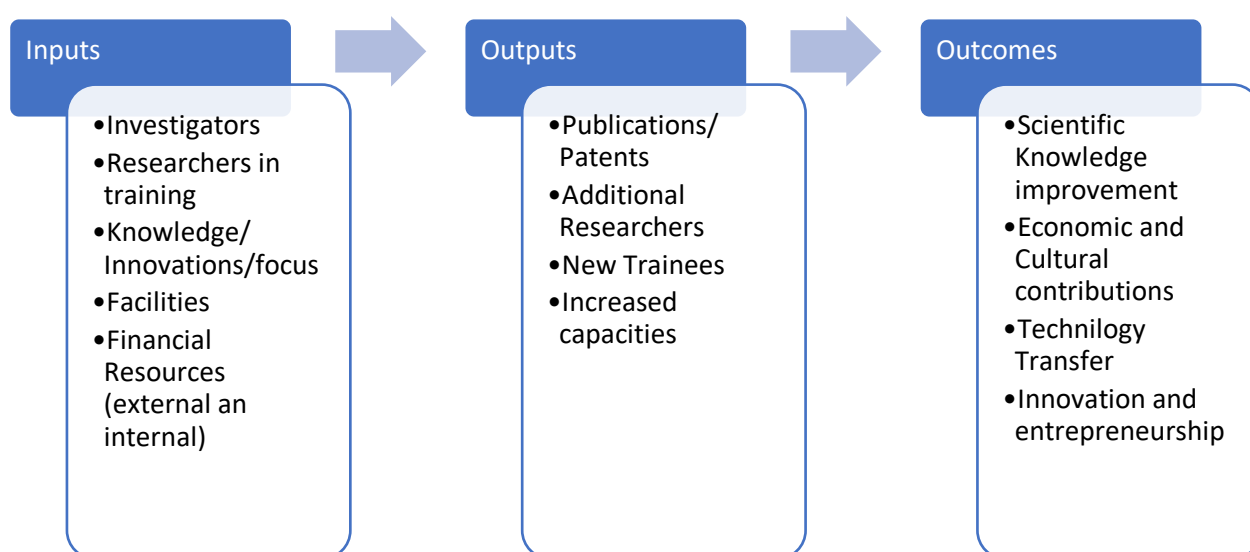 Inputs
•Investigators
•Researchers in
training
•Knowledge/
Innovations/focus
•Facilities
•Financial
Resources
(external an
internal)
Outputs
•Publications/
Patents
•Additional
Researchers
•New Trainees
•Increased
capacities
Outcomes
•Scientific
Knowledge
improvement
•Economic and
Cultural
contributions
•Technilogy
Transfer
•Innovation and
entrepreneurship